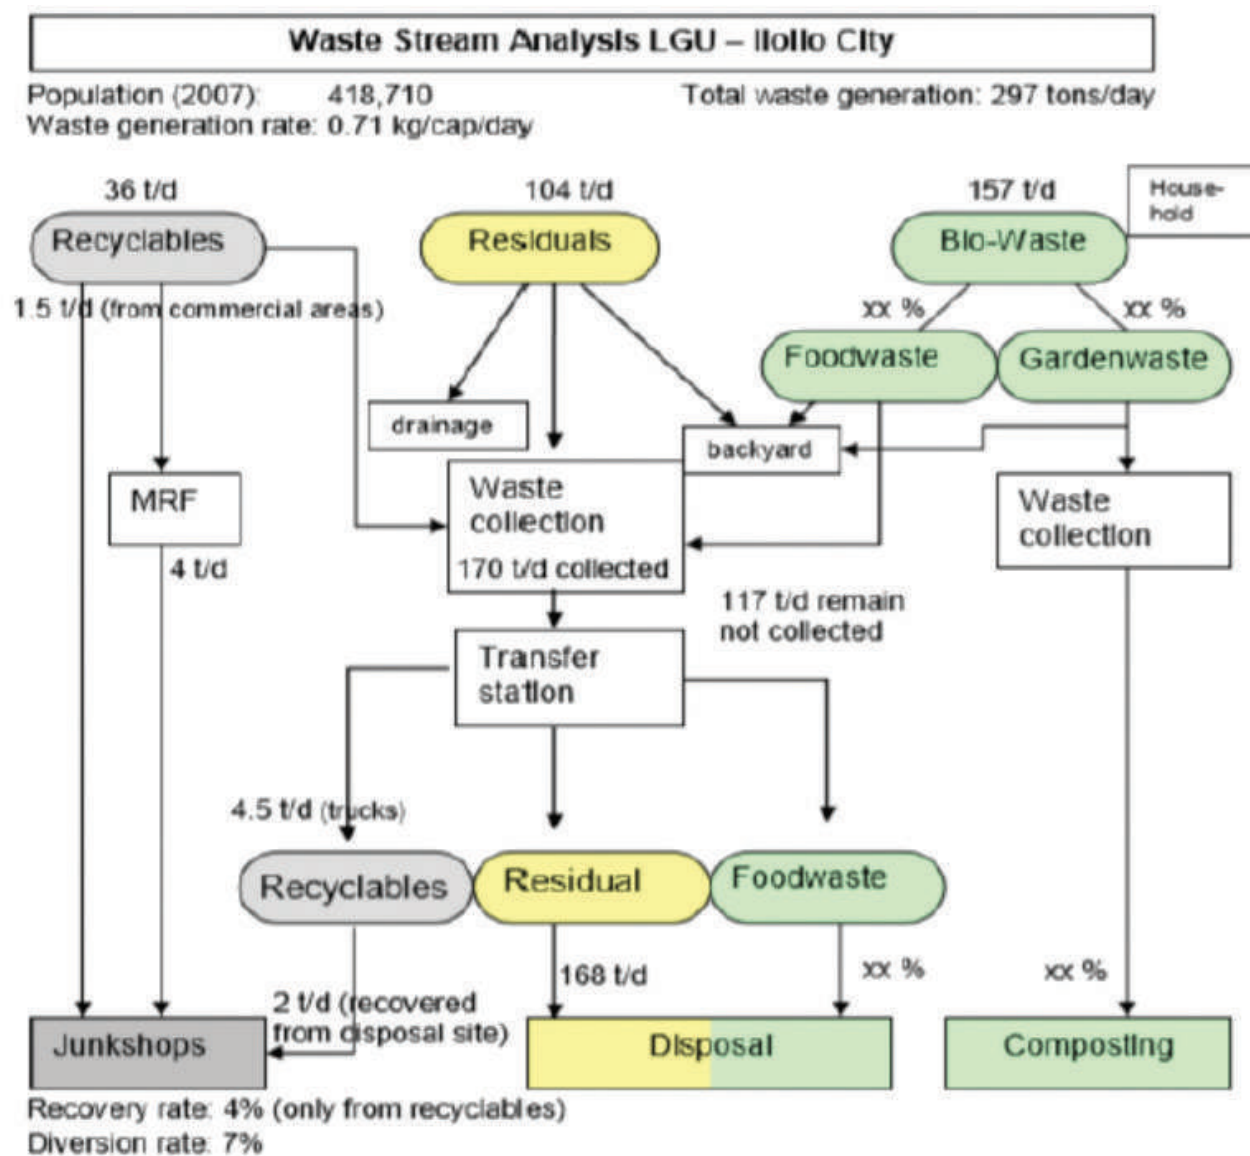 Waste Stream Analysis LGU – Iloilo City
Population (2007): 418,710
Total waste generation: 297 tons/day
Waste generation rate: 0.71 kg/cap/day
36 t/d
104 t/d
157 t/d
House-
hold
Recyclables
Residuals
Bio-Waste
1.5 t/d (from commercial areas)
xx %
xx %
Foodwaste
Gardenwaste
drainage
backyard
MRF
Waste
collection
170 t/d collected
Waste
collection
4 t/d
117 t/d remain
not collected
Transfer
station
4.5 t/d (trucks)
Recyclables
Residual
Foodwaste
168 t/d
xx %
xx %
2 t/d (recovered
from disposal site)
Junkshops
Disposal
Composting
Recovery rate: 4% (only from recyclables)
Diversion rate: 7%